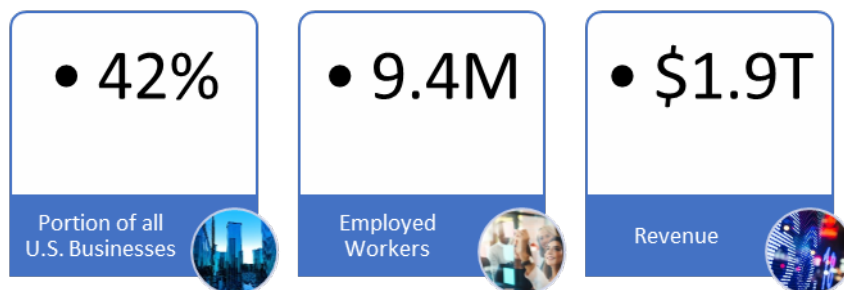 • 42%
Portion of all
U.S. Businesses
• 9.4M
Employed
Workers
• $1.9T
Revenue